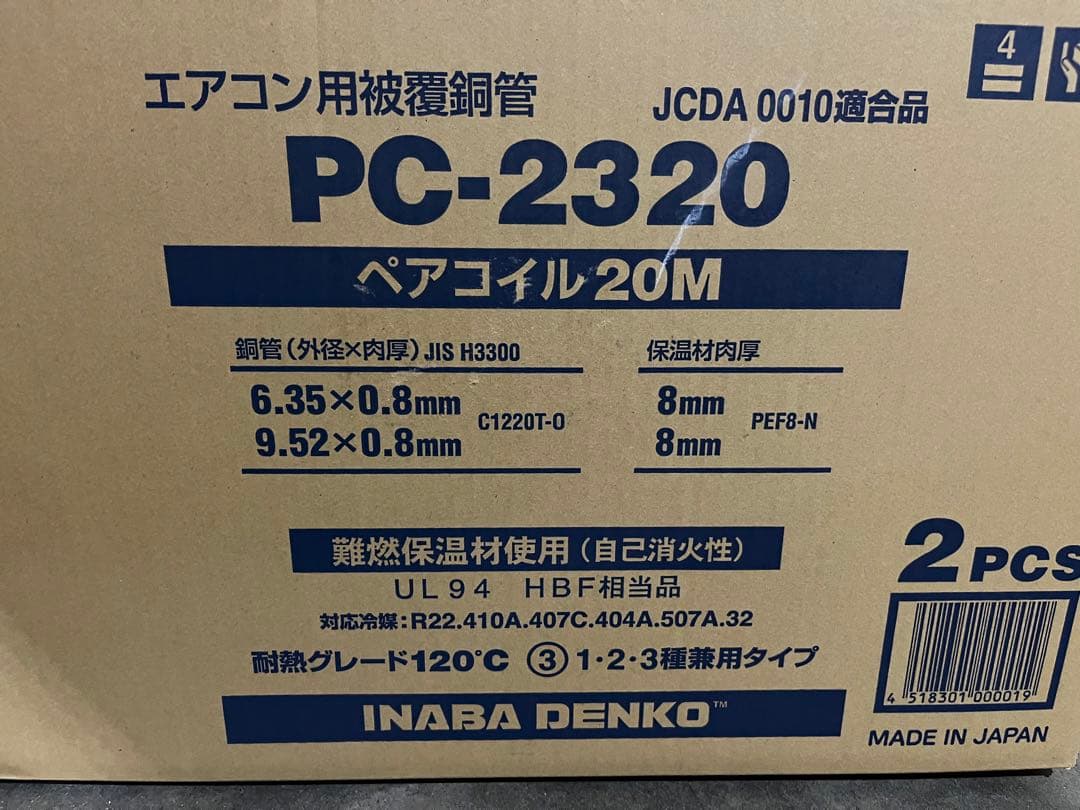 4
エアコン用被覆銅管
JCDA 0010適合品
PC-2320
ペアコイル20M
銅管(外径×肉厚)JIS H3300
保温材肉厚
6.35×0.8mm
9.52×0.8mm
C1220T-O
8mm
8mm
PEF8-N
難燃保温材使用(自己消火性)
UL94 HBF相当品
対応冷媒:R22.410A.407C.404A.507A.32
耐熱グレード120℃ ③1・2・3種兼用タイプ
INABA DENKO™
2PCS
4 518301 000019
MADE IN JAPAN